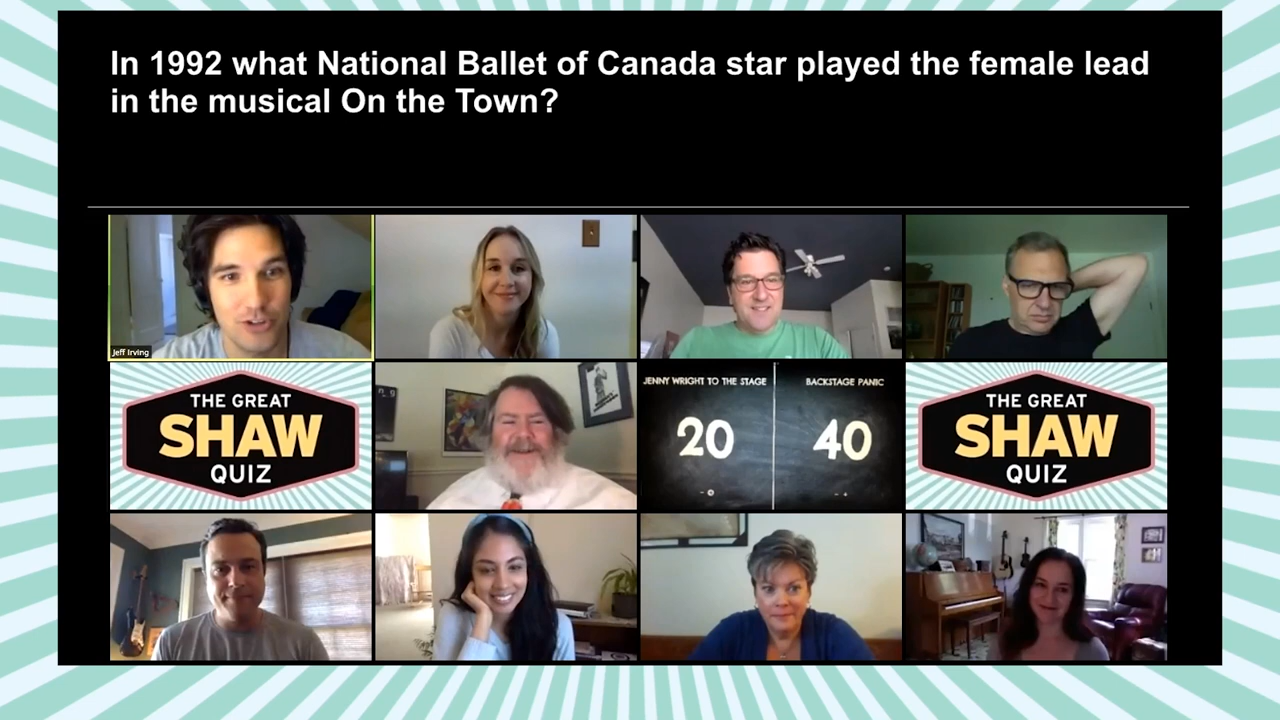 In 1992 what National Ballet of Canada star played the female lead
in the musical On the Town?
Jeff Irving
THE GREAT
SHAW
QUIZ
JENNY WRIGHT TO THE STAGE
BACKSTAGE PANIC
20
40
THE GREAT
SHAW
QUIZ